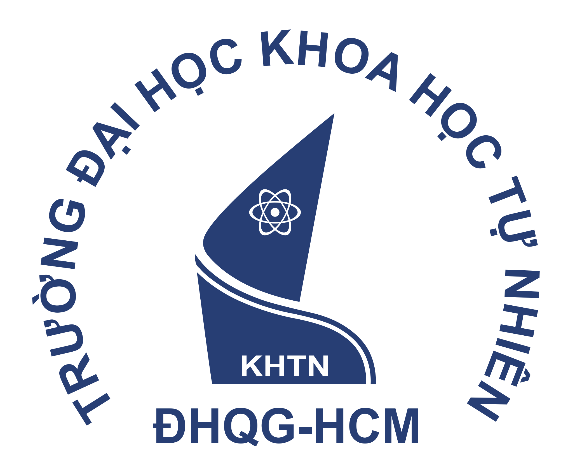 TRƯỜNG ĐẠI HỌC KHOA HỌC TỰ NHIÊN
KHTN
ĐHQG-HCM